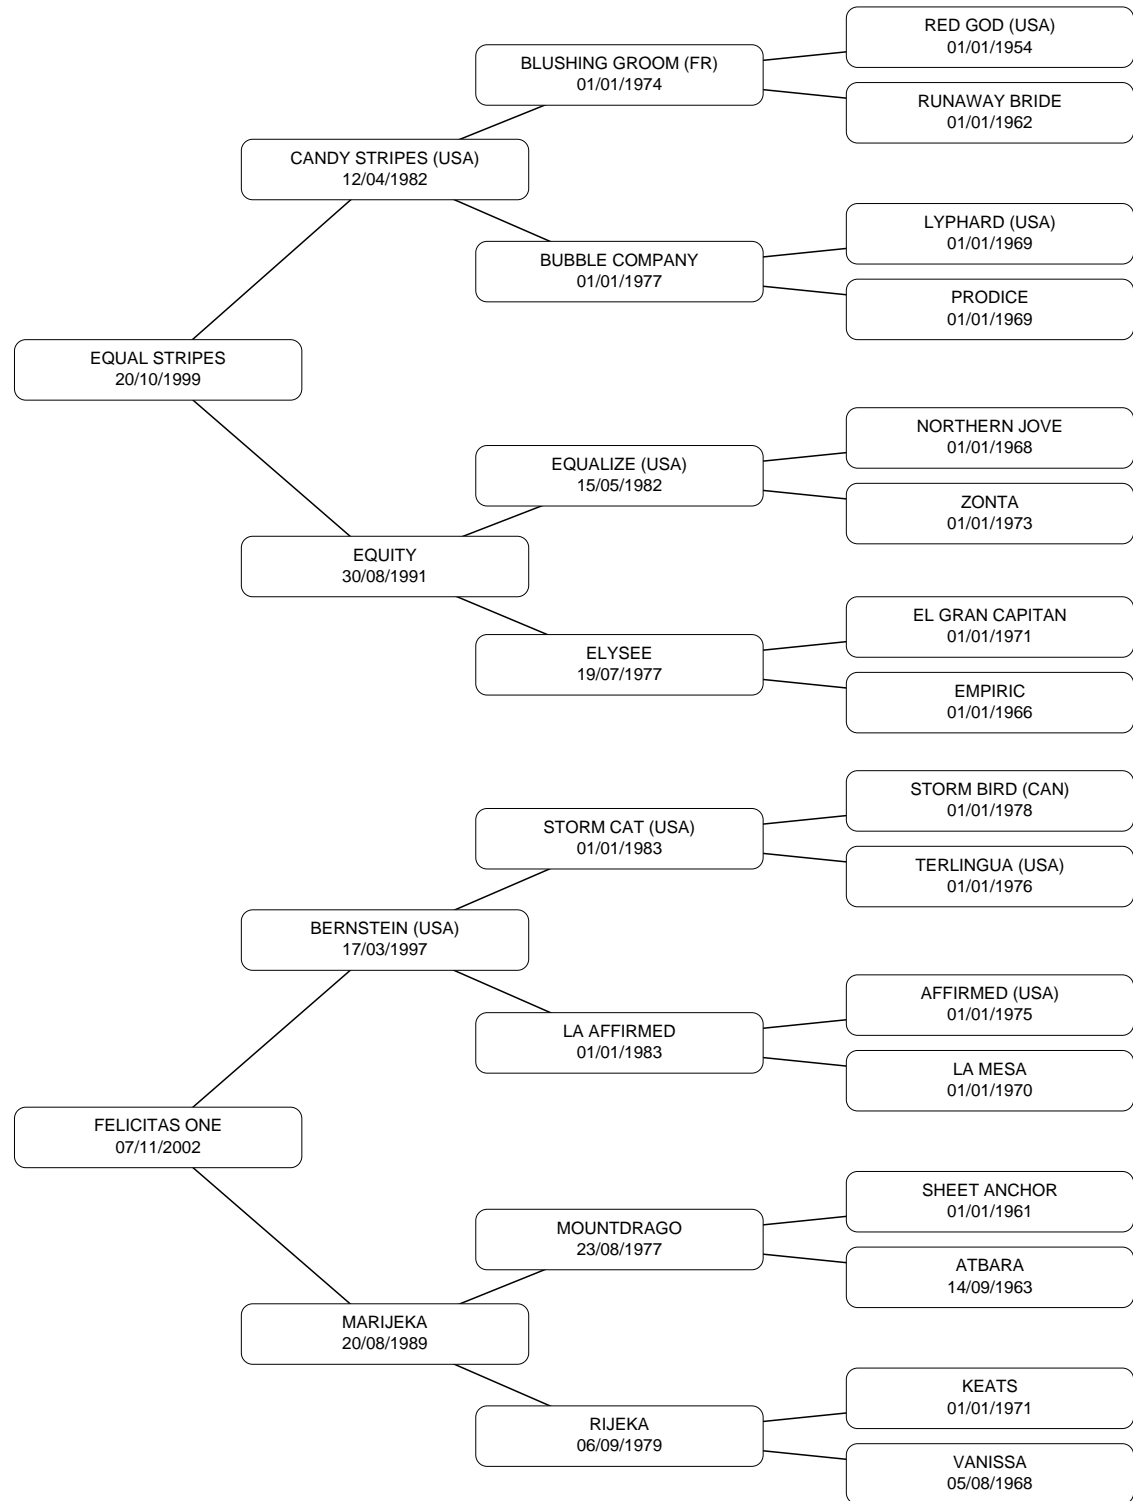 RED GOD (USA)
01/01/1954
BLUSHING GROOM (FR)
01/01/1974
RUNAWAY BRIDE
01/01/1962
CANDY STRIPES (USA)
12/04/1982
LYPHARD (USA)
01/01/1969
BUBBLE COMPANY
01/01/1977
PRODICE
01/01/1969
EQUAL STRIPES
20/10/1999
NORTHERN JOVE
01/01/1968
EQUALIZE (USA)
15/05/1982
ZONTA
01/01/1973
EQUITY
30/08/1991
EL GRAN CAPITAN
01/01/1971
ELYSEE
19/07/1977
EMPIRIC
01/01/1966
STORM BIRD (CAN)
01/01/1978
STORM CAT (USA)
01/01/1983
TERLINGUA (USA)
01/01/1976
BERNSTEIN (USA)
17/03/1997
AFFIRMED (USA)
01/01/1975
LA AFFIRMED
01/01/1983
LA MESA
01/01/1970
FELICITAS ONE
07/11/2002
SHEET ANCHOR
01/01/1961
MOUNTDRAGO
23/08/1977
ATBARA
14/09/1963
MARIJEKA
20/08/1989
KEATS
01/01/1971
RIJEKA
06/09/1979
VANISSA
05/08/1968